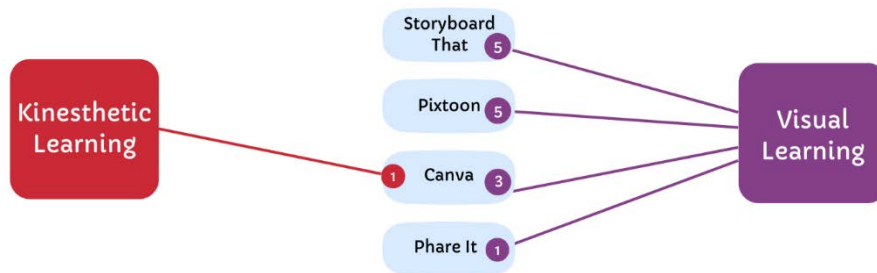 Kinesthetic
Learning
Storyboard
That
5
Pixtoon
5
1
Canva
3
Phare It
1
Visual
Learning